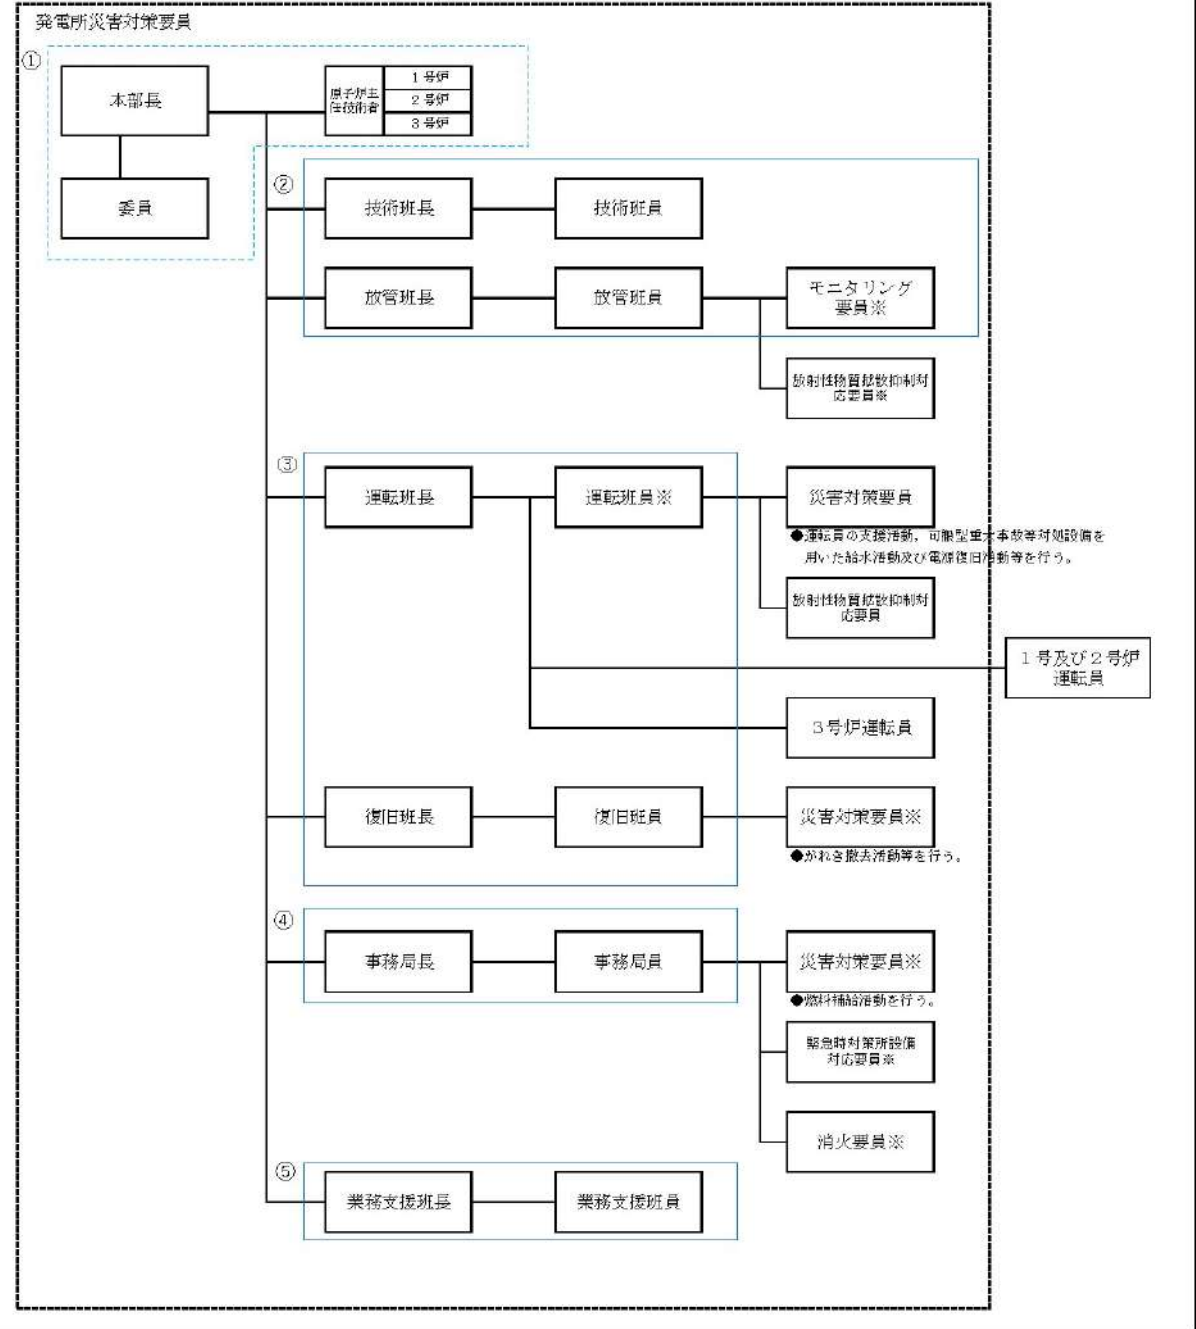 発電所災害対策要員
①
本部長
原子炉主
任技術者
1号炉
2号炉
3号炉
委員
②
技術班長
技術班員
放管班長
放管班員
モニタリング
要員※
放射性物質拡散抑制対
応要員※
③
運転班長
運転班員※
災害対策要員
●運転員の支援活動，可搬型重大事故等対処設備を
用いた給水活動及び電源復旧活動等を行う。
放射性物質拡散抑制対
応要員
１号及び２号炉
運転員
３号炉運転員
復旧班長
復旧班員
災害対策要員※
●がれき撤去活動等を行う。
④
事務局長
事務局員
災害対策要員※
●燃料補給活動を行う。
緊急時対策所設備
対応要員※
消火要員※
⑤
業務支援班長
業務支援班員